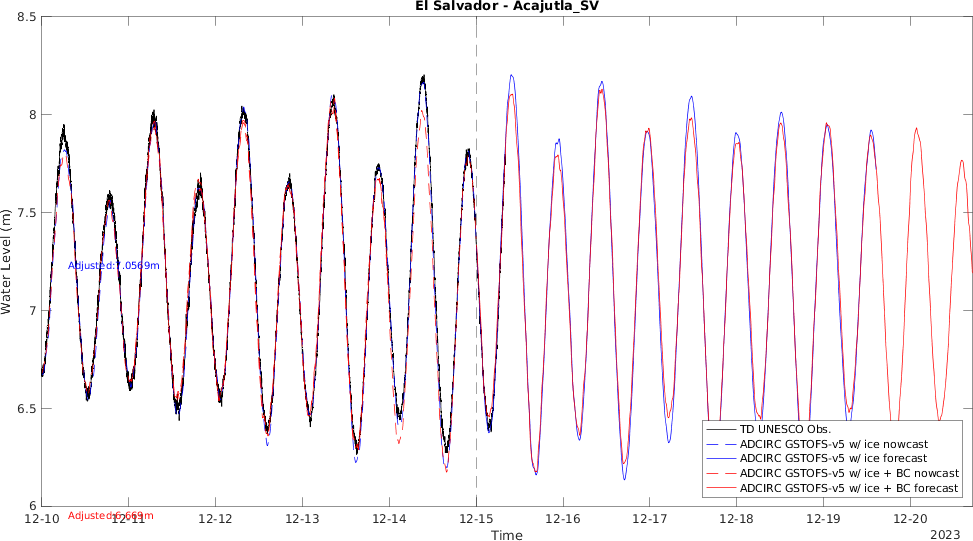 El Salvador - Acajutla_SV
8.5
8
7.5
7
6.5
6
Water Level (m)
Adjusted:7.0569m
Adjusted:6.669m
TD UNESCO Obs.
ADCIRC GSTOFS-v5 w/ ice nowcast
ADCIRC GSTOFS-v5 w/ ice forecast
ADCIRC GSTOFS-v5 w/ ice + BC nowcast
ADCIRC GSTOFS-v5 w/ ice + BC forecast
12-10 12-11 12-12 12-13 12-14 12-15 12-16 12-17 12-18 12-19 12-20
Time
2023